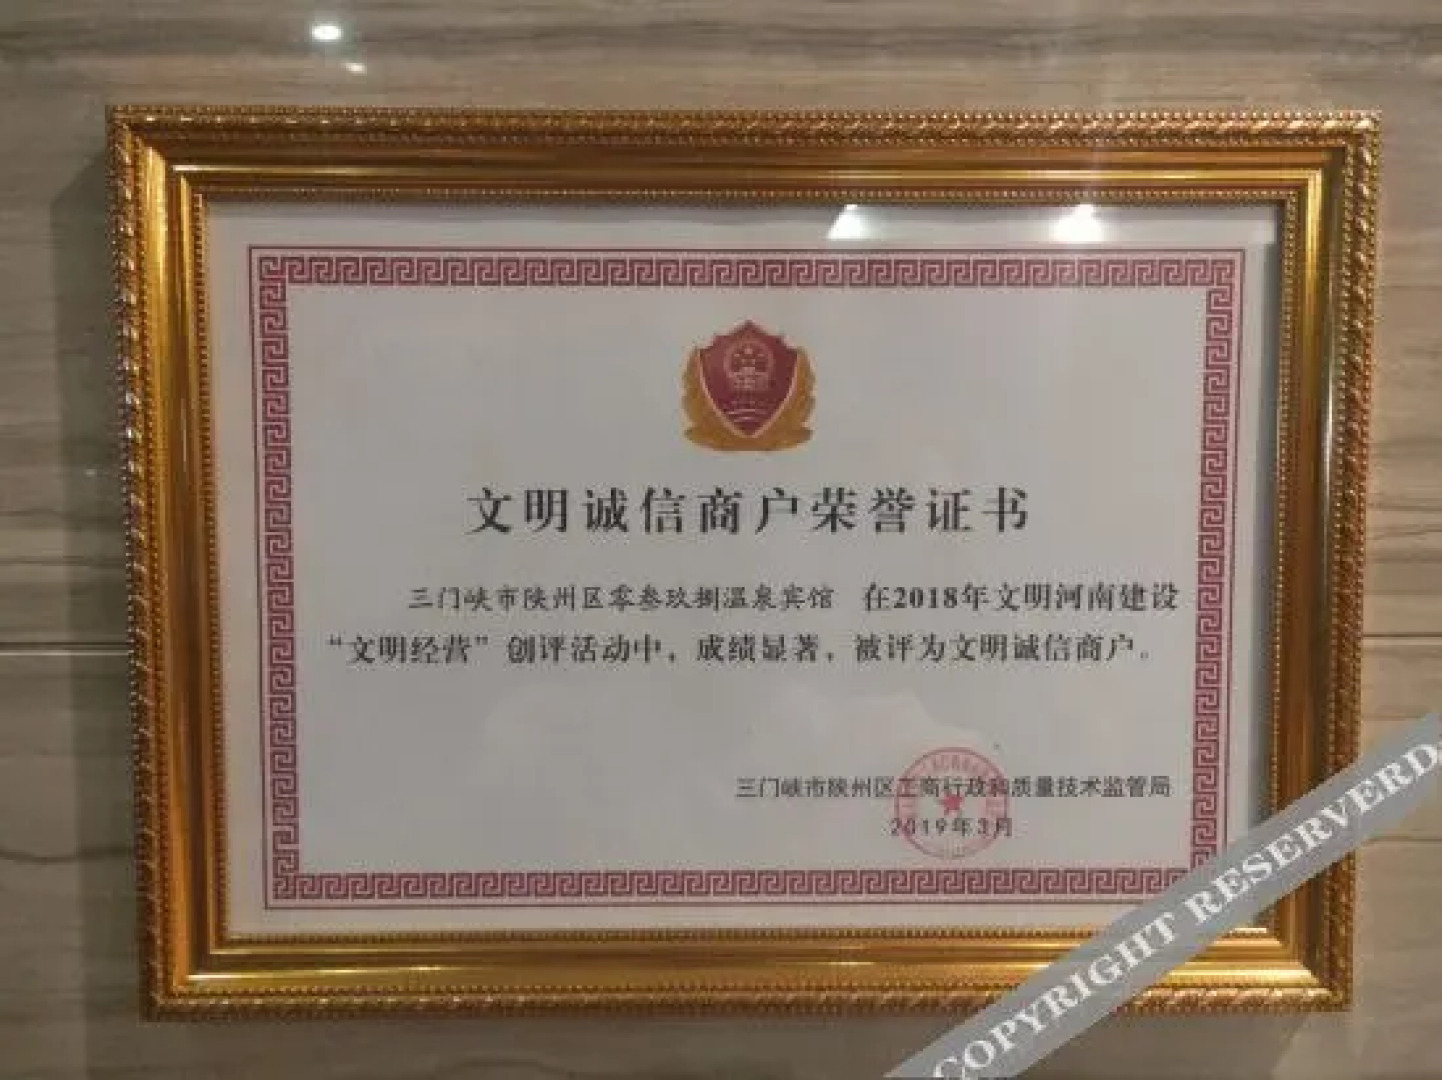 文明诚信商户荣誉证书
三门峡市陕州区零叁玖捌温泉宾馆 在2018年文明河南建设
“文明经营”创评活动中，成绩显著，被评为文明诚信商户。
三门峡市陕州区工商行政和质量技术监管局
2019年3月
COPYRIGHT RESERVERD